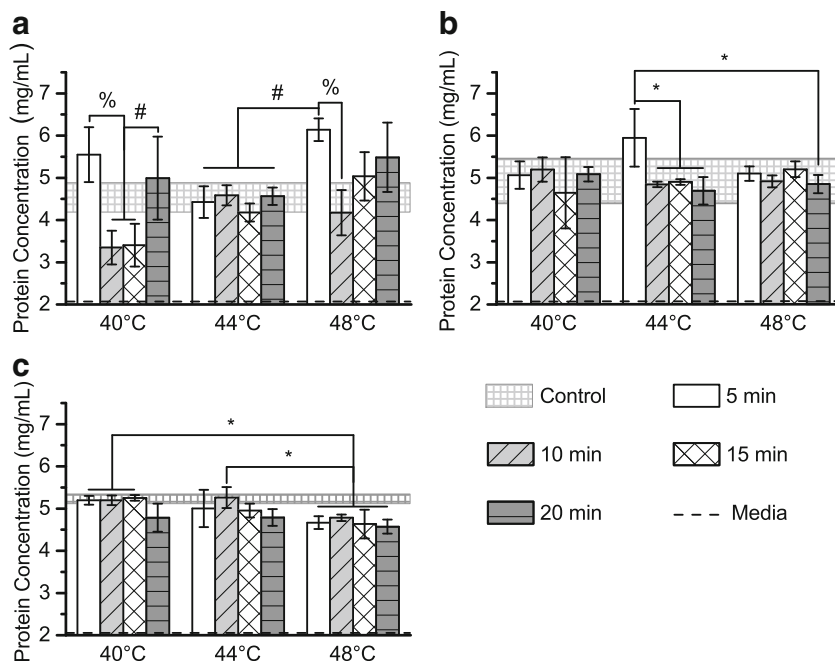 a
Protein Concentration (mg/mL)
7
6
5
4
3
2
% # # %
40°C 44°C 48°C
b
Protein Concentration (mg/mL)
7
6
5
4
3
2
* *
40°C 44°C 48°C
c
Protein Concentration (mg/mL)
7
6
5
4
3
2
* *
40°C 44°C 48°C
Control 5 min
10 min 15 min
20 min Media